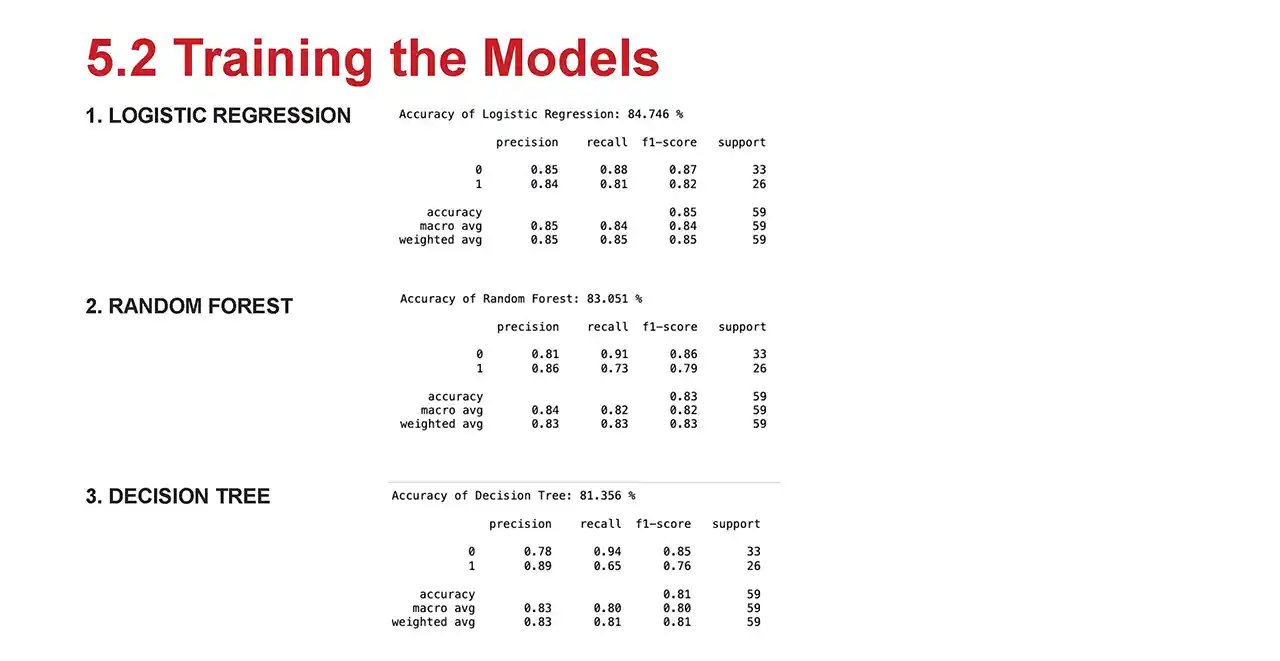 5.2 Training the Models
1. LOGISTIC REGRESSION
Accuracy of Logistic Regression: 84.746 %
precision recall f1-score support
0 0.85 0.88 0.87 33
1 0.84 0.81 0.82 26
accuracy 0.85 59
macro avg 0.85 0.84 0.84 59
weighted avg 0.85 0.85 0.85 59
2. RANDOM FOREST
Accuracy of Random Forest: 83.051 %
precision recall f1-score support
0 0.81 0.91 0.86 33
1 0.86 0.73 0.79 26
accuracy 0.83 59
macro avg 0.84 0.82 0.82 59
weighted avg 0.83 0.83 0.83 59
3. DECISION TREE
Accuracy of Decision Tree: 81.356 %
precision recall f1-score support
0 0.78 0.94 0.85 33
1 0.89 0.65 0.76 26
accuracy 0.81 59
macro avg 0.83 0.80 0.80 59
weighted avg 0.83 0.81 0.81 59